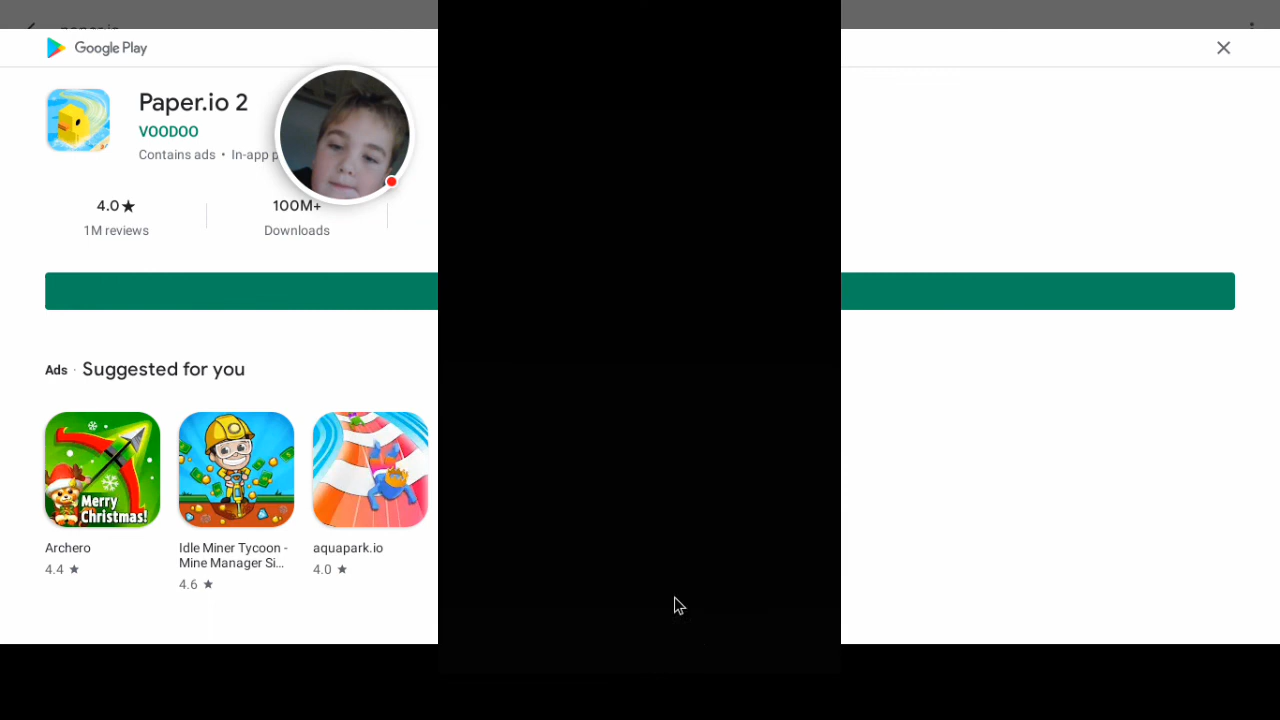 Google Play
Paper.io 2
VOODOO
Contains ads • In-app
4.0★
1M reviews
100M+
Downloads
Ads · Suggested for you
Merry
Christmas!
Archero
4.4 ★
Idle Miner Tycoon -
Mine Manager Si...
4.6 ★
aquapark.io
4.0 ★